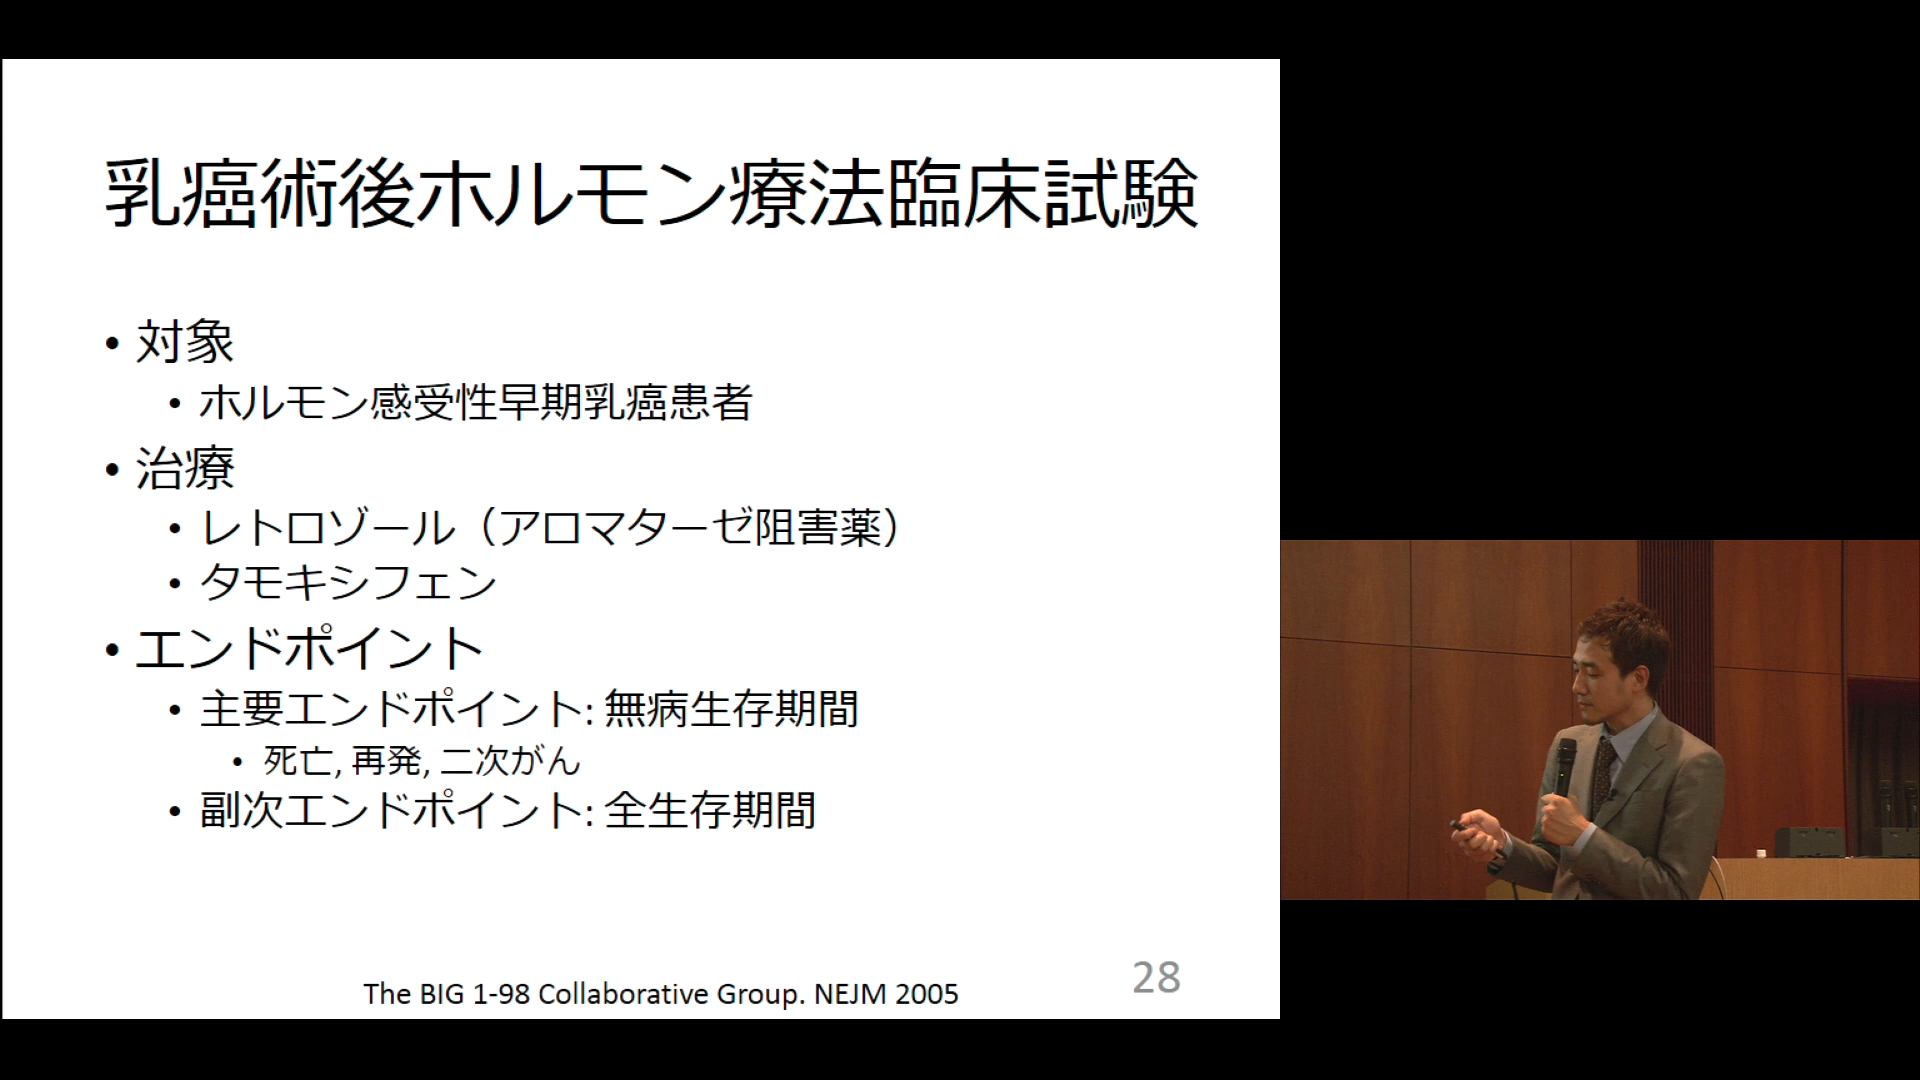 乳癌術後ホルモン療法臨床試験
• 対象
• ホルモン感受性早期乳癌患者
• 治療
• レトロゾール（アロマターゼ阻害薬）
• タモキシフェン
• エンドポイント
• 主要エンドポイント: 無病生存期間
• 死亡, 再発, 二次がん
• 副次エンドポイント: 全生存期間
The BIG 1-98 Collaborative Group. NEJM 2005
28